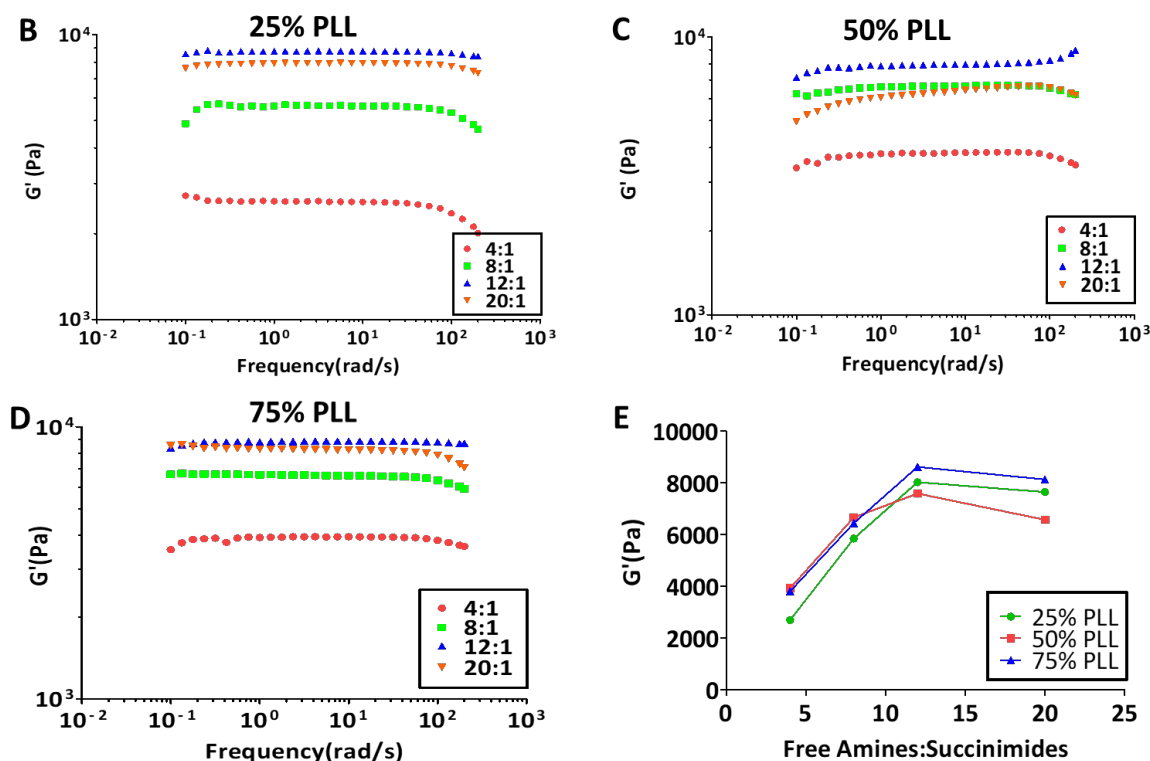 B
25% PLL
10⁴
10³
G' (Pa)
4:1
8:1
12:1
20:1
10⁻² 10⁻¹ 10⁰ 10¹ 10² 10³
Frequency(rad/s)
C
50% PLL
10⁴
10³
G' (Pa)
4:1
8:1
12:1
20:1
10⁻² 10⁻¹ 10⁰ 10¹ 10² 10³
Frequency(rad/s)
D
75% PLL
10⁴
10³
G'(Pa)
4:1
8:1
12:1
20:1
10⁻² 10⁻¹ 10⁰ 10¹ 10² 10³
Frequency(rad/s)
E
10000
8000
6000
4000
2000
0
G'(Pa)
25% PLL
50% PLL
75% PLL
0 5 10 15 20 25
Free Amines:Succinimides